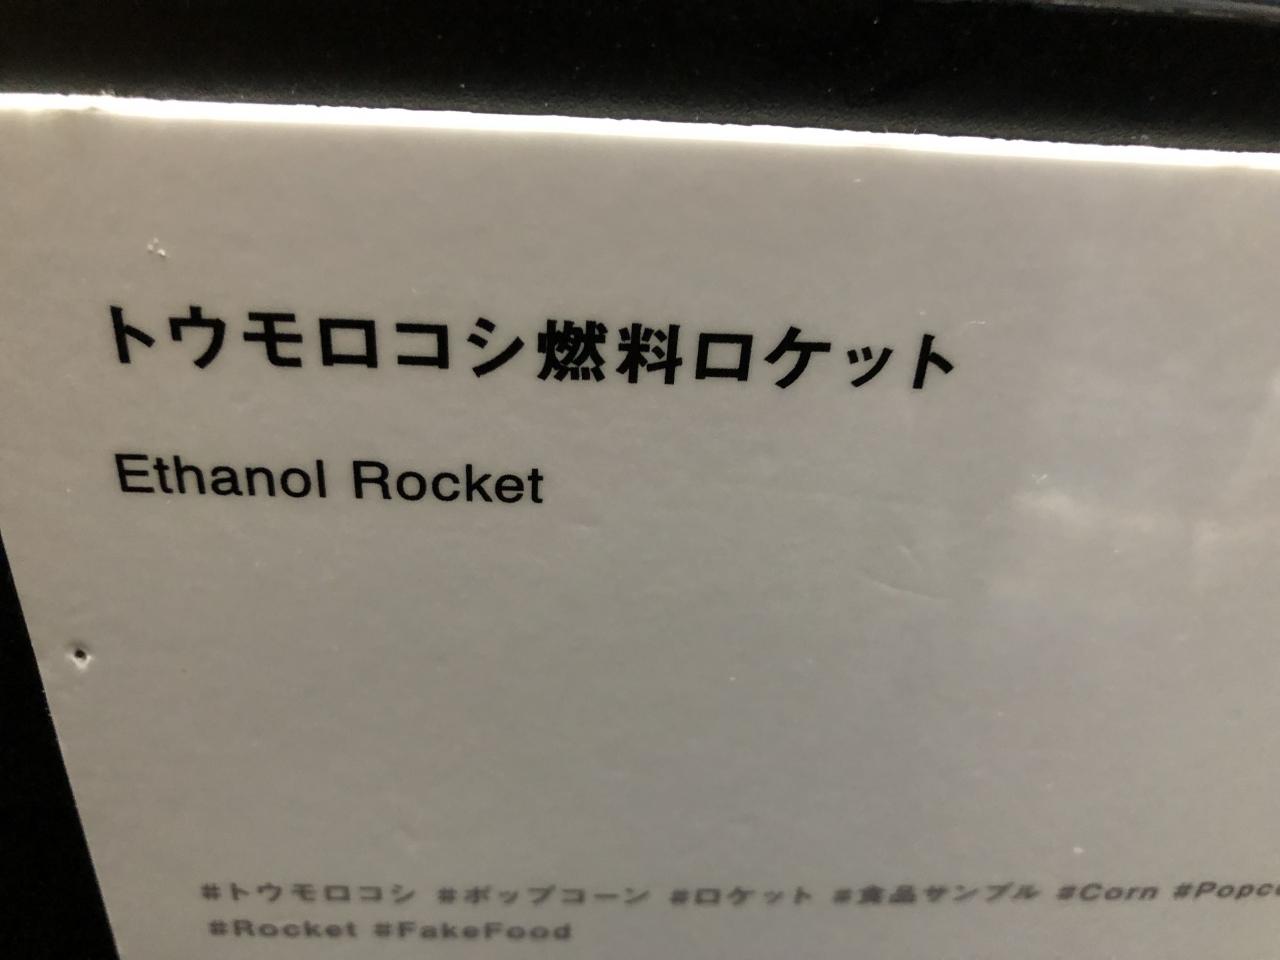 トウモロコシ燃料ロケット
Ethanol Rocket
#トウモロコシ #ポップコーン #ロケット #食品サンプル #Corn
#Rocket #FakeFood